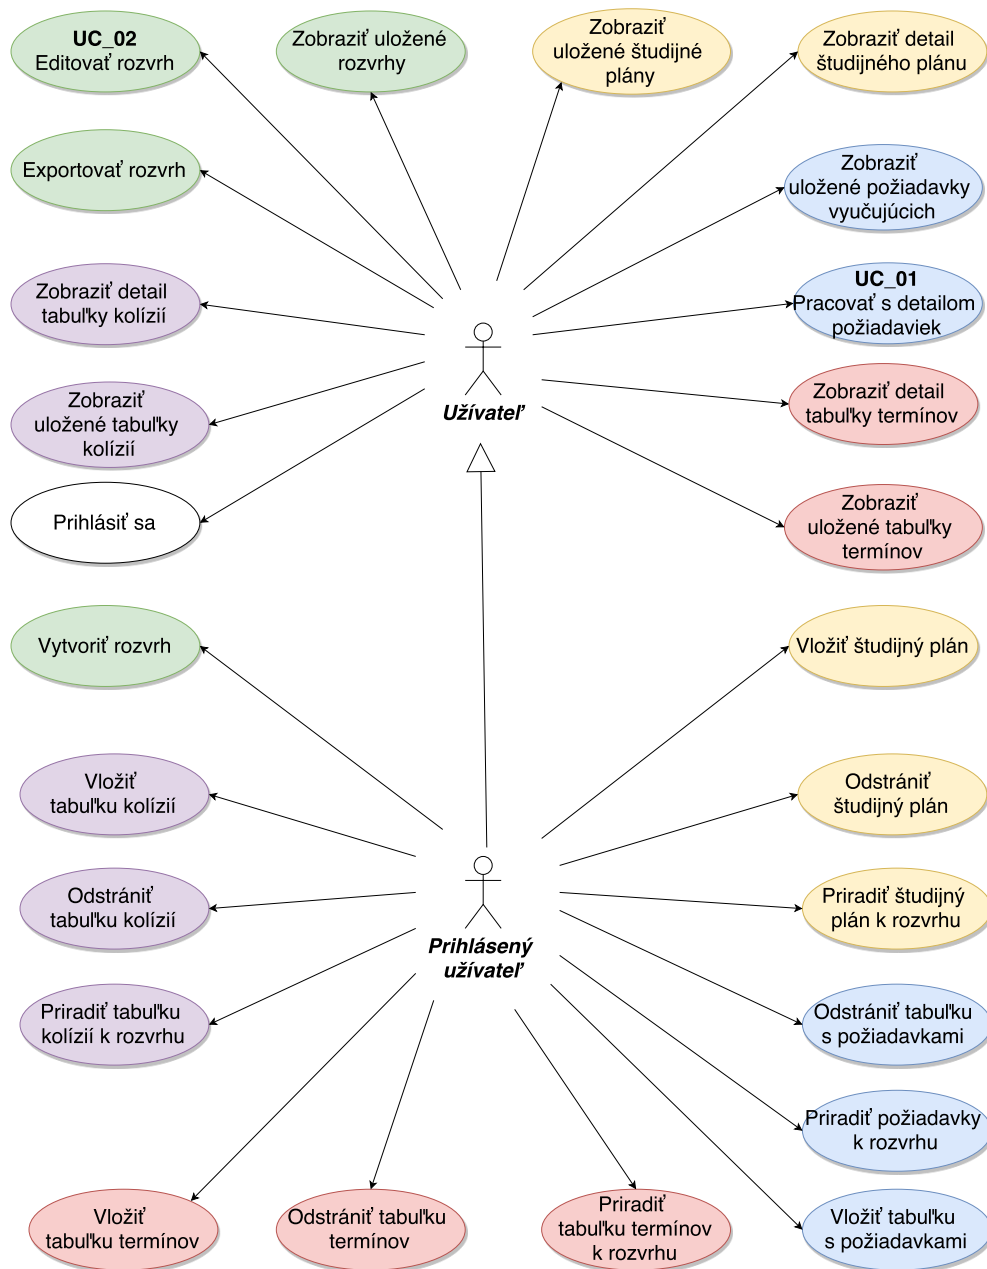 UC_02
Editovať rozvrh
Zobraziť uložené
rozvrhy
Zobraziť
uložené študijné
plány
Zobraziť detail
študijného plánu
Exportovať rozvrh
Zobraziť
uložené požiadavky
vyučujúcich
Zobraziť detail
tabuľky kolízií
UC_01
Pracovať s detailom
požiadaviek
Užívateľ
Zobraziť detail
tabuľky termínov
Zobraziť
uložené tabuľky
kolízií
Prihlásiť sa
Zobraziť
uložené tabuľky
termínov
Vytvoriť rozvrh
Vložiť študijný plán
Vložiť
tabuľku kolízií
Odstrániť
študijný plán
Odstrániť
tabuľku kolízií
Prihlásený
užívateľ
Priradiť študijný
plán k rozvrhu
Priradiť tabuľku
kolízií k rozvrhu
Odstrániť tabuľku
s požiadavkami
Priradiť požiadavky
k rozvrhu
Vložiť
tabuľku termínov
Odstrániť tabuľku
termínov
Priradiť
tabuľku termínov
k rozvrhu
Vložiť tabuľku
s požiadavkami